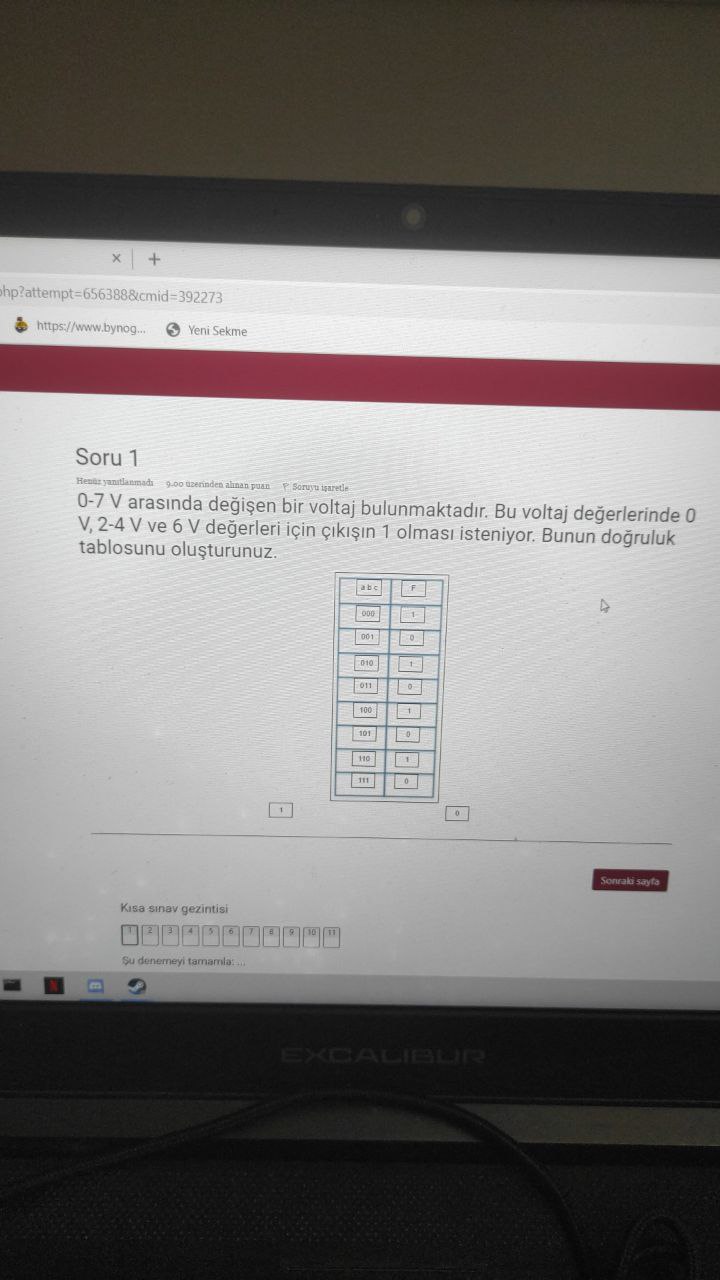 × +
hp?attempt=656388&cmid=392273
https://www.bynog... Yeni Sekme
Soru 1
Henüz yanıtlanmadı 9,00 üzerinden alınan puan Soruyu işaretle
0-7 V arasında değişen bir voltaj bulunmaktadır. Bu voltaj değerlerinde 0
V, 2-4 V ve 6 V değerleri için çıkışın 1 olması isteniyor. Bunun doğruluk
tablosunu oluşturunuz.
a b c F
000 1
001 0
010 1
011 0
100 1
101 0
110 1
111 0
1 0
Sonraki sayfa
Kısa sınav gezintisi
1 2 3 4 5 6 7 8 9 10 11
Şu denemeyi tamamla: ...
N
EXCALIBUR